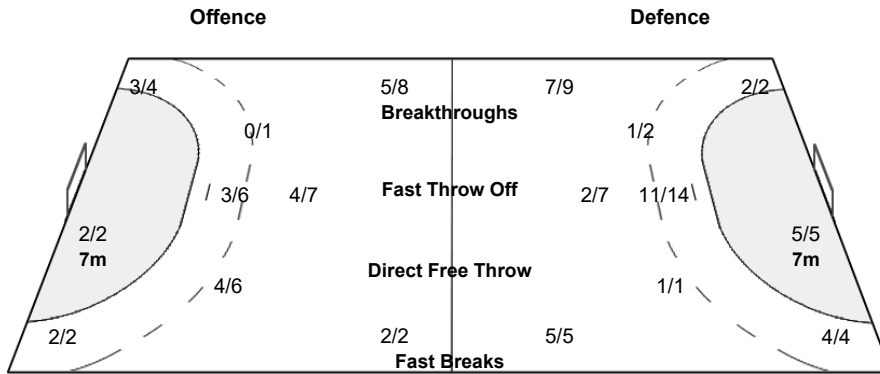 Offence Defence
3/4 5/8 7/9 2/2
Breakthroughs
0/1 1/2
3/6 4/7 Fast Throw Off 2/7 11/14
2/2 5/5
7m 7m
Direct Free Throw
4/6 1/1
2/2 2/2 5/5 4/4
Fast Breaks